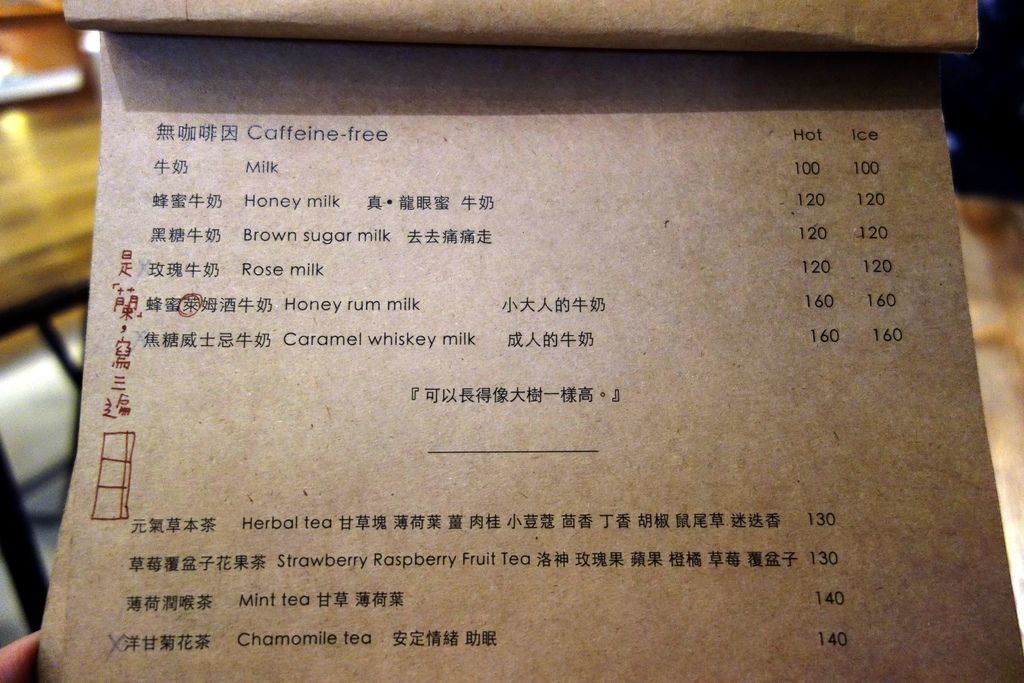 無咖啡因 Caffeine-free Hot Ice
牛奶 Milk 100 100
蜂蜜牛奶 Honey milk 真•龍眼蜜 牛奶 120 120
黑糖牛奶 Brown sugar milk 去去痛痛走 120 120
X玫瑰牛奶 Rose milk 120 120
蜂蜜萊姆酒牛奶 Honey rum milk 小大人的牛奶 160 160
焦糖威士忌牛奶 Caramel whiskey milk 成人的牛奶 160 160
是「蘭」，寫三遍
『可以長得像大樹一樣高。』
元氣草本茶 Herbal tea 甘草塊 薄荷葉 薑 肉桂 小荳蔻 茴香 丁香 胡椒 鼠尾草 迷迭香 130
草莓覆盆子花果茶 Strawberry Raspberry Fruit Tea 洛神 玫瑰果 蘋果 橙橘 草莓 覆盆子 130
薄荷潤喉茶 Mint tea 甘草 薄荷葉 140
X洋甘菊花茶 Chamomile tea 安定情緒 助眠 140